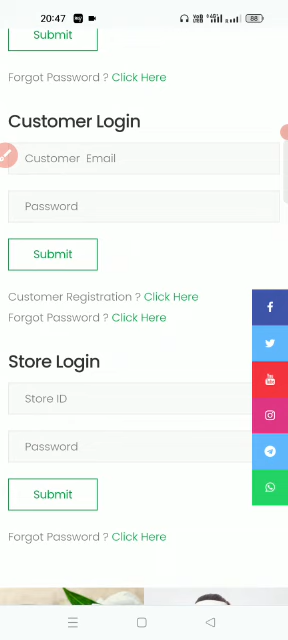 20:47
88
Submit
Forgot Password ? Click Here
Customer Login
Customer Email
Password
Submit
Customer Registration ? Click Here
Forgot Password ? Click Here
Store Login
Store ID
Password
Submit
Forgot Password ? Click Here